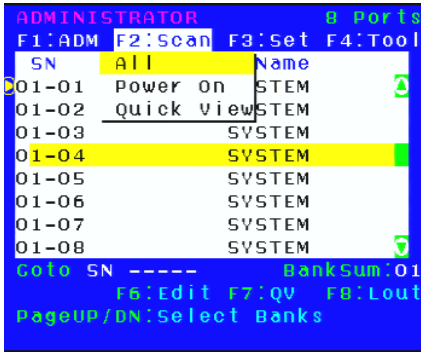 ADMINISTRATOR 8 Ports
F1:ADM F2:Scan F3:Set F4:Tool
SN All Name
01-01 Power On STEM
01-02 Quick View STEM
01-03 SYSTEM
01-04 SYSTEM
01-05 SYSTEM
01-06 SYSTEM
01-07 SYSTEM
01-08 SYSTEM
Goto SN ----- BankSum:01
F6:Edit F7:QV F8:Lout
PageUP/DN:Select Banks